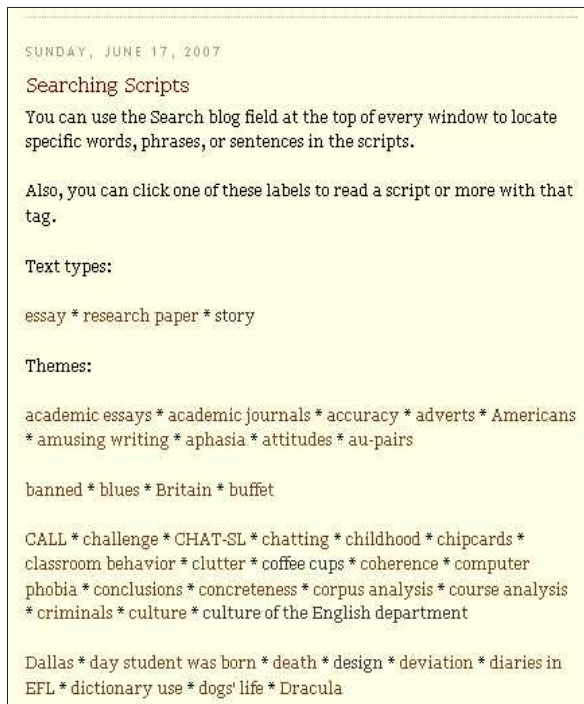 SUNDAY, JUNE 17, 2007
Searching Scripts
You can use the Search blog field at the top of every window to locate
specific words, phrases, or sentences in the scripts.
Also, you can click one of these labels to read a script or more with that
tag.
Text types:
essay * research paper * story
Themes:
academic essays * academic journals * accuracy * adverts * Americans
* amusing writing * aphasia * attitudes * au-pairs
banned * blues * Britain * buffet
CALL * challenge * CHAT-SL * chatting * childhood * chipcards *
classroom behavior * clutter * coffee cups * coherence * computer
phobia * conclusions * concreteness * corpus analysis * course analysis
* criminals * culture * culture of the English department
Dallas * day student was born * death * design * deviation * diaries in
EFL * dictionary use * dogs' life * Dracula